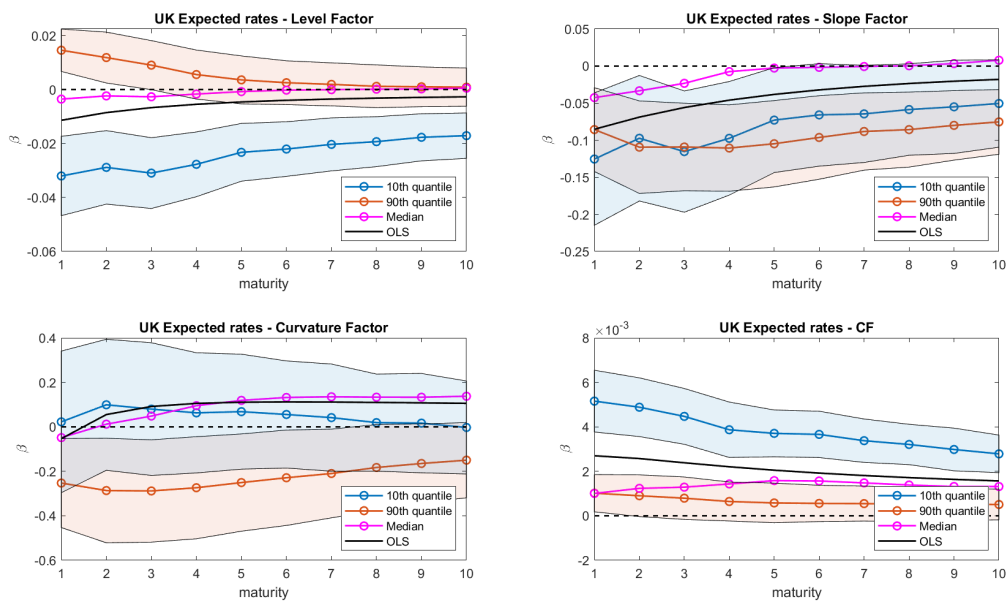 UK Expected rates - Level Factor
0.02
0
-0.02
-0.04
-0.06
β
1 2 3 4 5 6 7 8 9 10
maturity
10th quantile
90th quantile
Median
OLS
UK Expected rates - Slope Factor
0.05
0
-0.05
-0.1
-0.15
-0.2
-0.25
β
1 2 3 4 5 6 7 8 9 10
maturity
10th quantile
90th quantile
Median
OLS
UK Expected rates - Curvature Factor
0.4
0.2
0
-0.2
-0.4
-0.6
β
1 2 3 4 5 6 7 8 9 10
maturity
10th quantile
90th quantile
Median
OLS
UK Expected rates - CF
×10⁻³
8
6
4
2
0
-2
β
1 2 3 4 5 6 7 8 9 10
maturity
10th quantile
90th quantile
Median
OLS